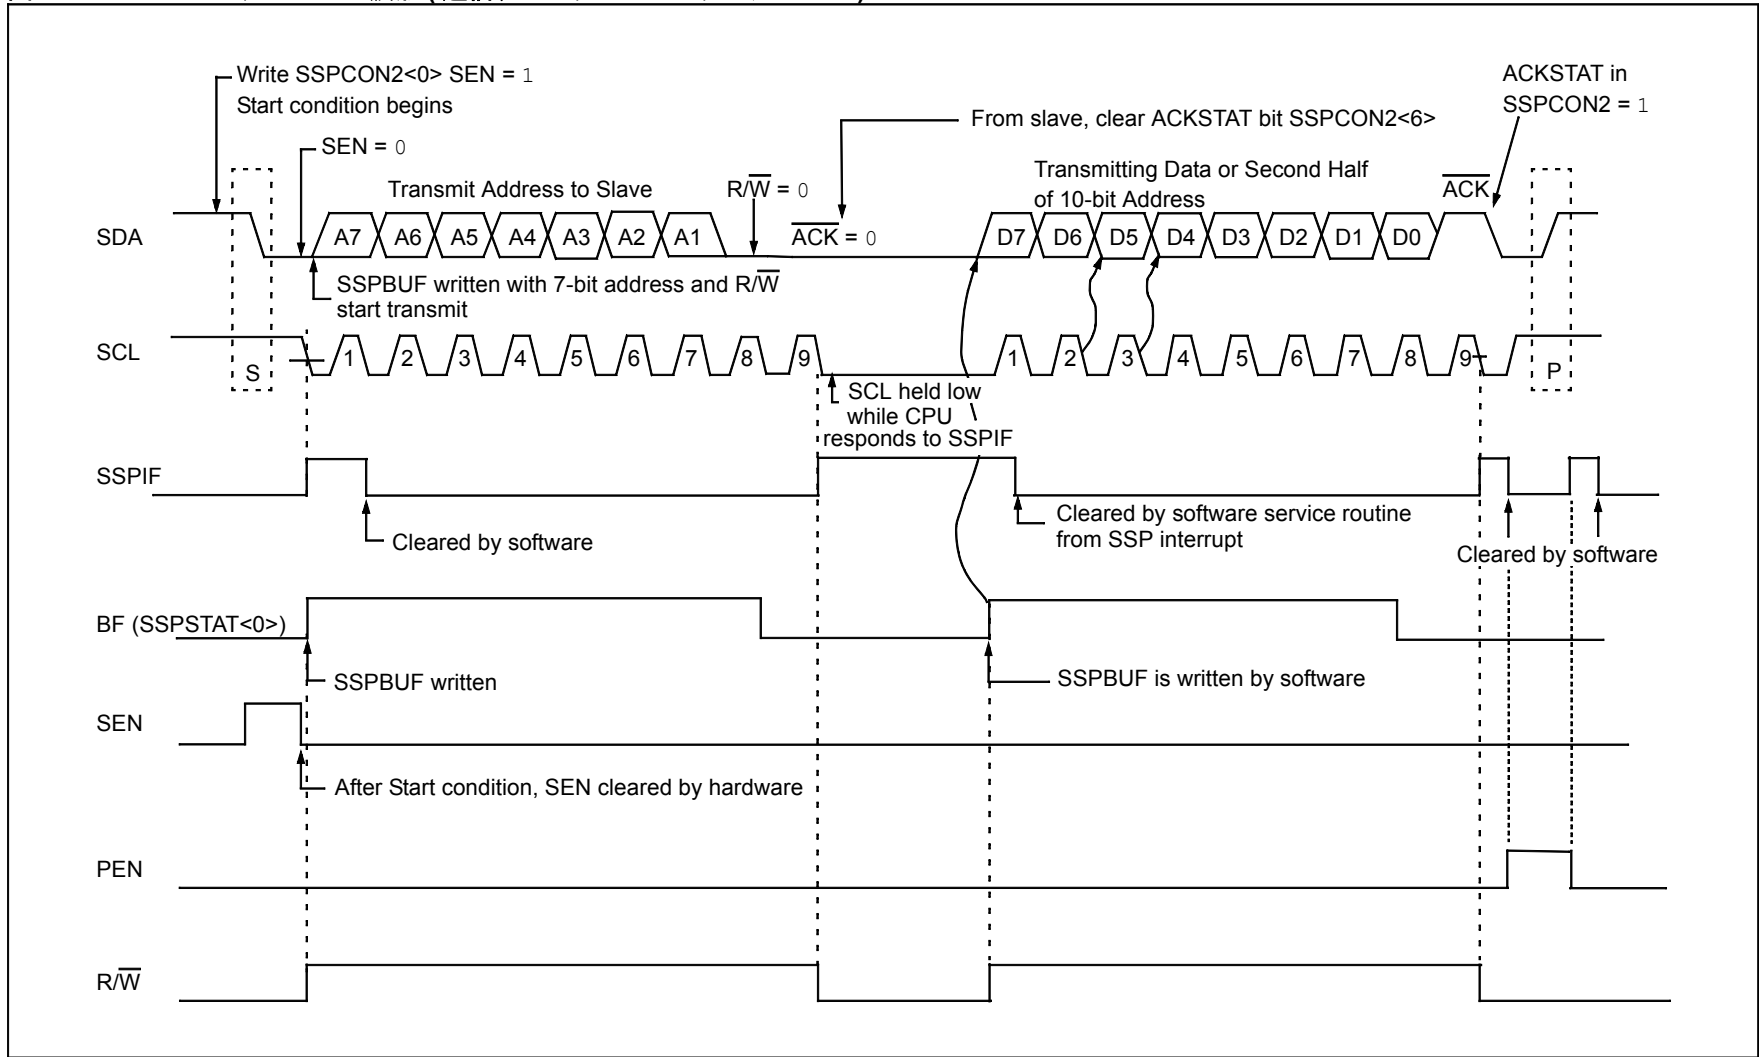 Write SSPCON2<0> SEN = 1
Start condition begins
ACKSTAT in
SSPCON2 = 1
From slave, clear ACKSTAT bit SSPCON2<6>
SEN = 0
Transmit Address to Slave
R/W = 0
Transmitting Data or Second Half
of 10-bit Address
ACK
SDA
A7 A6 A5 A4 A3 A2 A1
ACK = 0
D7 D6 D5 D4 D3 D2 D1 D0
SSPBUF written with 7-bit address and R/W
start transmit
SCL
S
1 2 3 4 5 6 7 8 9
1 2 3 4 5 6 7 8 9
P
SCL held low
while CPU
responds to SSPIF
SSPIF
Cleared by software
Cleared by software service routine
from SSP interrupt
Cleared by software
BF (SSPSTAT<0>)
SSPBUF written
SSPBUF is written by software
SEN
After Start condition, SEN cleared by hardware
PEN
R/W